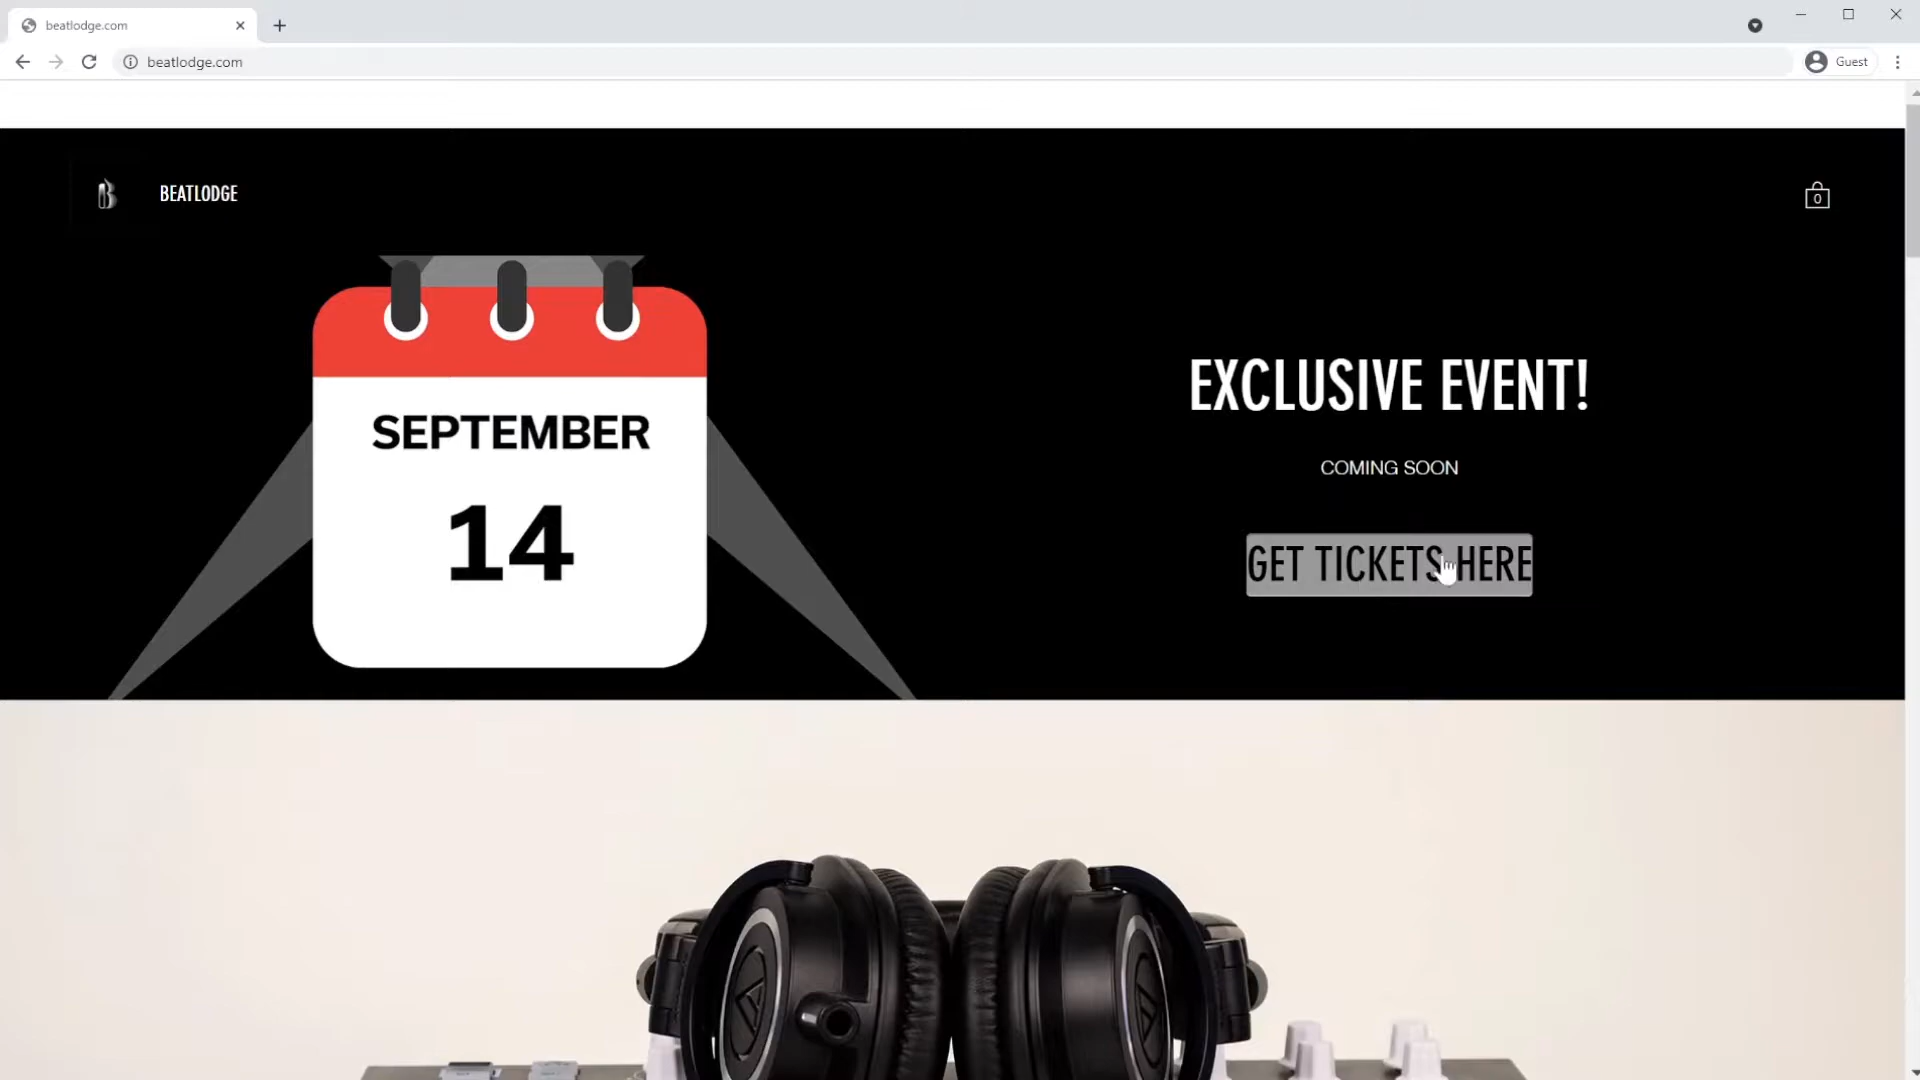 beatlodge.com
beatlodge.com
Guest
B
BEATLODGE
0
SEPTEMBER
14
EXCLUSIVE EVENT!
COMING SOON
GET TICKETS HERE